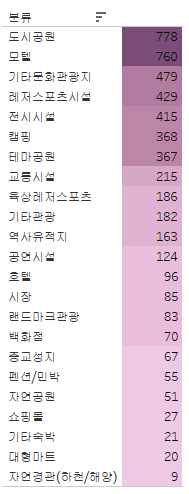 분류
도시공원 778
모텔 760
기타문화관광지 479
레저스포츠시설 429
전시시설 415
캠핑 368
테마공원 367
교통시설 215
육상레저스포츠 186
기타관광 182
역사유적지 163
공연시설 124
호텔 96
시장 85
랜드마크관광 83
백화점 70
종교성지 67
펜션/민박 55
자연공원 51
쇼핑몰 27
기타숙박 21
대형마트 20
자연경관(하천/해양) 9